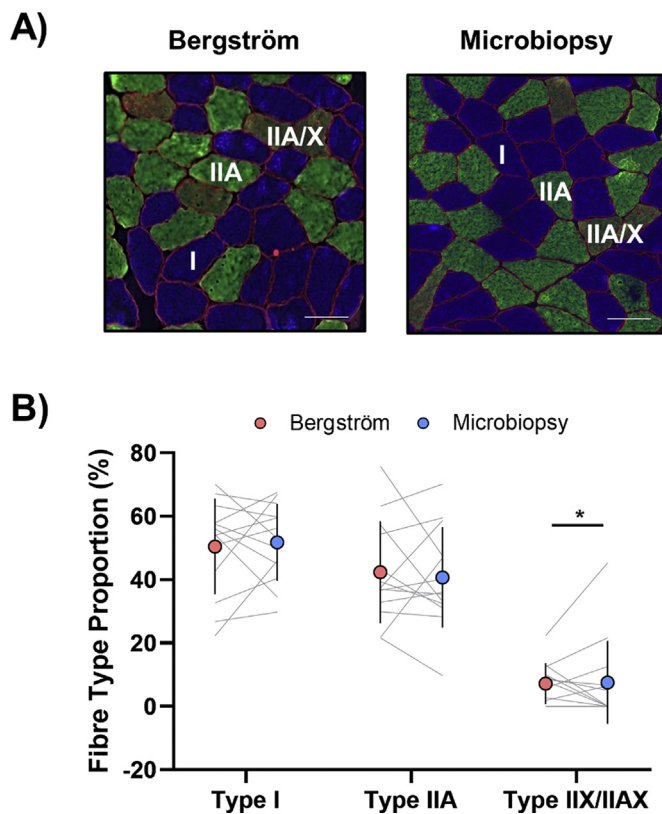 A)
Bergström Microbiopsy
IIA/X
IIA
I
I
IIA
IIA/X
B)
Bergström Microbiopsy
Fibre Type Proportion (%)
80
60
40
20
0
-20
*
Type I Type IIA Type IIX/IIAX